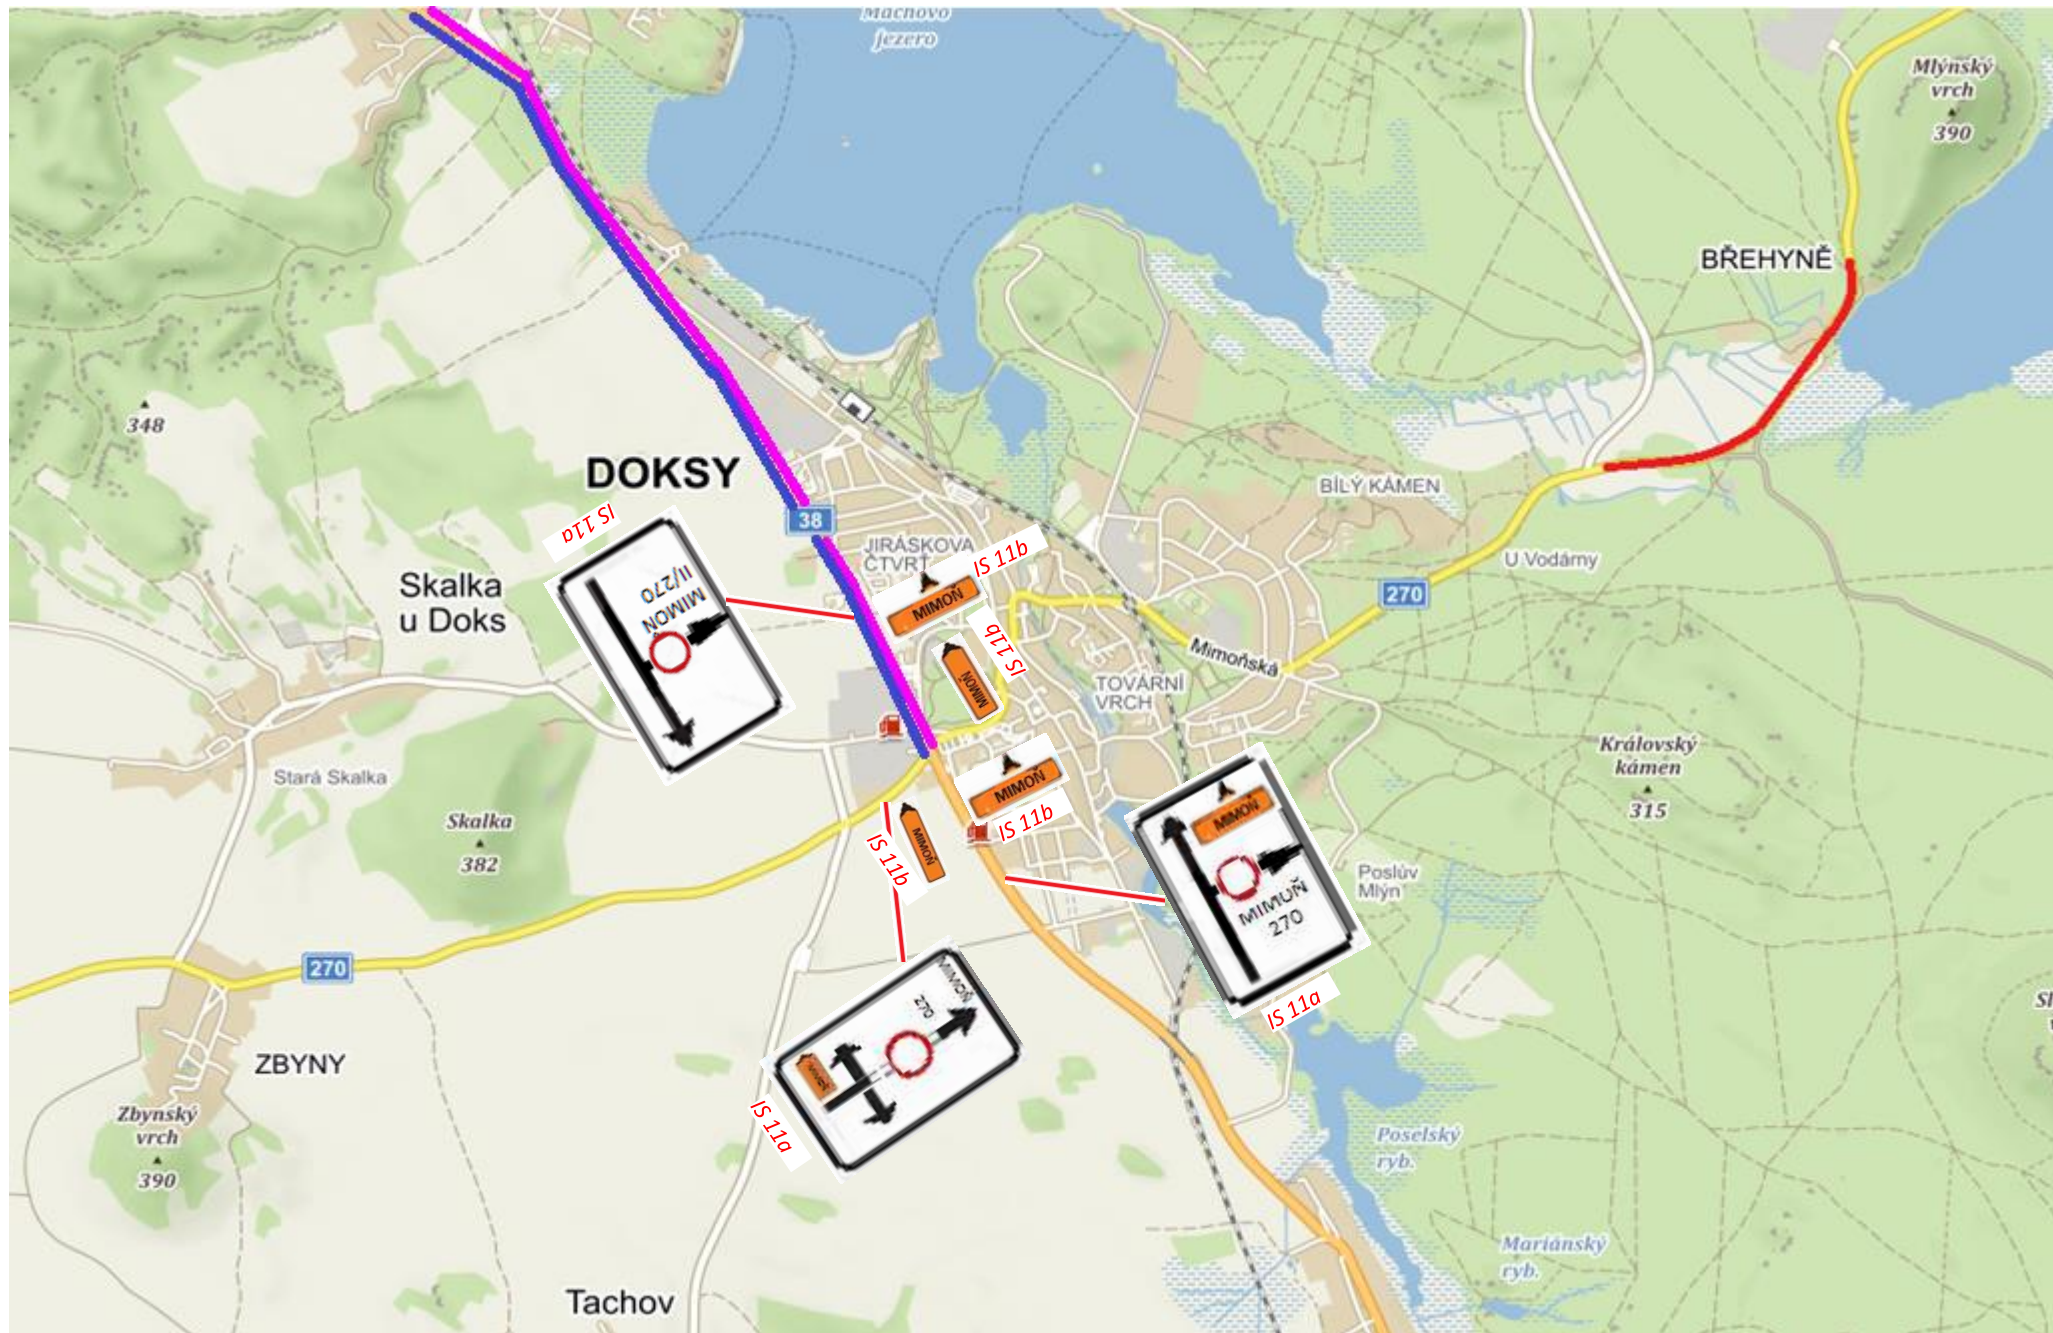 Máchovo
jezero
Mlýnský
vrch
390
BŘEHYNĚ
348
DOKSY
38
BÍLÝ KÁMEN
IS 11a
JIRÁSKOVA
ČTVRŤ
IS 11b
U Vodárny
270
Skalka
u Doks
MIMOŇ
II/270
MIMOŇ
IS 11b
MIMOŇ
Mimoňská
TOVÁRNÍ
VRCH
Stará Skalka
Královský
kámen
315
Skalka
382
MIMOŇ
IS 11b
MIMOŇ
IS 11b
MIMOŇ
MIMOŇ
270
IS 11a
Poslův
Mlýn
270
MIMOŇ
270
MIMOŇ
IS 11a
Sl
ZBYNY
Zbynský
vrch
390
Poselský
ryb.
Mariánský
ryb.
Tachov